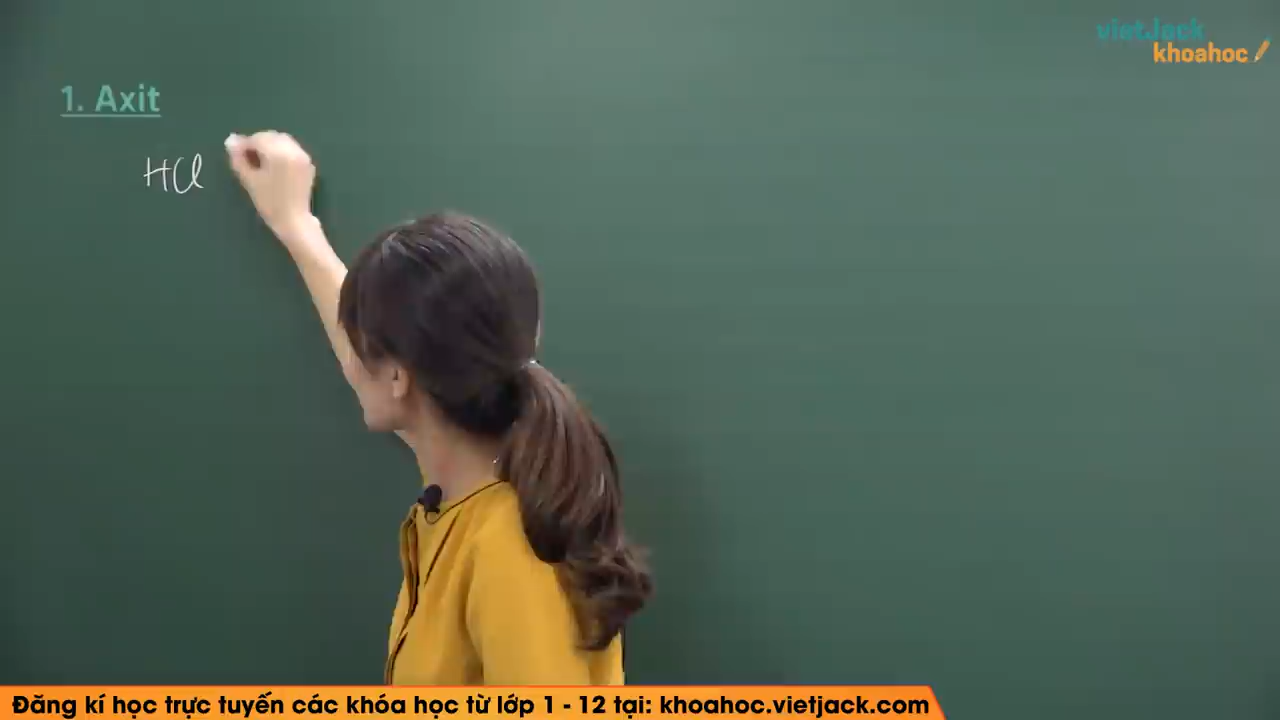 vietJack
khoahoc
1. Axit
HCl
Đăng kí học trực tuyến các khóa học từ lớp 1 - 12 tại: khoahoc.vietjack.com